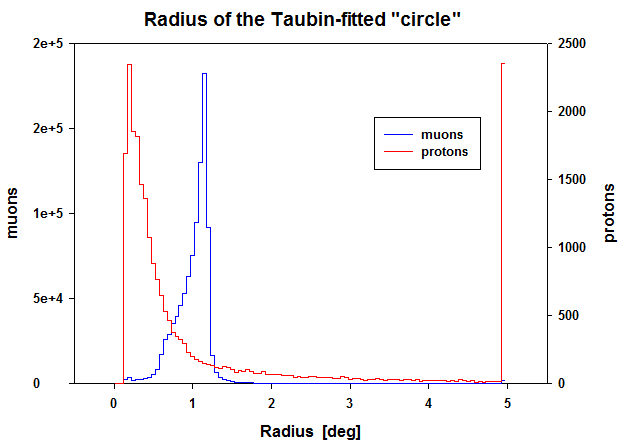 Radius of the Taubin-fitted "circle"
2e+5
2e+5
1e+5
5e+4
0
muons
2500
2000
1500
1000
500
0
protons
muons
protons
0 1 2 3 4 5
Radius [deg]